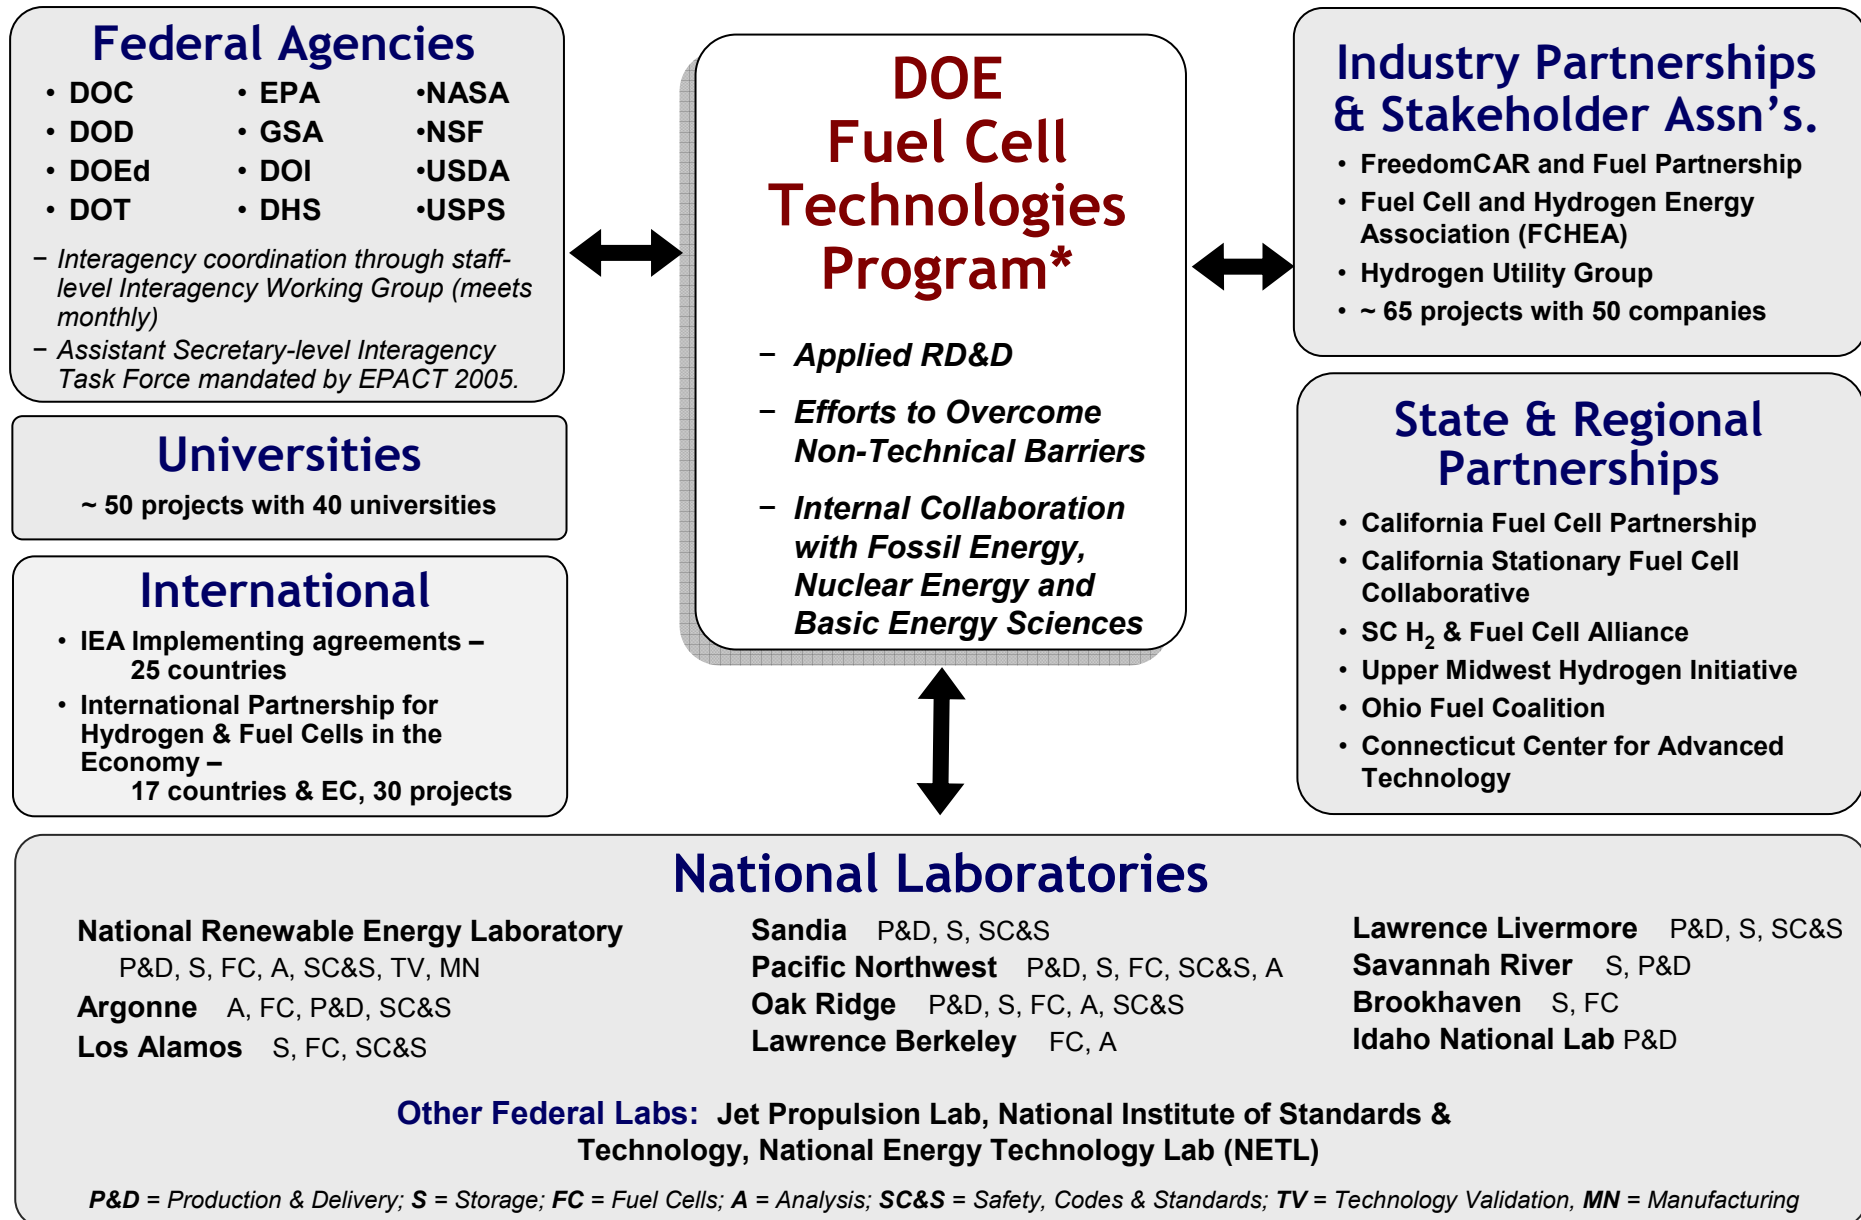 Federal Agencies
• DOC • EPA •NASA
• DOD • GSA •NSF
• DOEd • DOI •USDA
• DOT • DHS •USPS
– Interagency coordination through staff-
level Interagency Working Group (meets
monthly)
– Assistant Secretary-level Interagency
Task Force mandated by EPACT 2005.
Universities
~ 50 projects with 40 universities
International
• IEA Implementing agreements –
25 countries
• International Partnership for
Hydrogen & Fuel Cells in the
Economy –
17 countries & EC, 30 projects
DOE
Fuel Cell
Technologies
Program*
– Applied RD&D
– Efforts to Overcome
Non-Technical Barriers
– Internal Collaboration
with Fossil Energy,
Nuclear Energy and
Basic Energy Sciences
Industry Partnerships
& Stakeholder Assn's.
• FreedomCAR and Fuel Partnership
• Fuel Cell and Hydrogen Energy
Association (FCHEA)
• Hydrogen Utility Group
• ~ 65 projects with 50 companies
State & Regional
Partnerships
• California Fuel Cell Partnership
• California Stationary Fuel Cell
Collaborative
• SC H2 & Fuel Cell Alliance
• Upper Midwest Hydrogen Initiative
• Ohio Fuel Coalition
• Connecticut Center for Advanced
Technology
National Laboratories
National Renewable Energy Laboratory
P&D, S, FC, A, SC&S, TV, MN
Argonne A, FC, P&D, SC&S
Los Alamos S, FC, SC&S
Sandia P&D, S, SC&S
Pacific Northwest P&D, S, FC, SC&S, A
Oak Ridge P&D, S, FC, A, SC&S
Lawrence Berkeley FC, A
Lawrence Livermore P&D, S, SC&S
Savannah River S, P&D
Brookhaven S, FC
Idaho National Lab P&D
Other Federal Labs: Jet Propulsion Lab, National Institute of Standards &
Technology, National Energy Technology Lab (NETL)
P&D = Production & Delivery; S = Storage; FC = Fuel Cells; A = Analysis; SC&S = Safety, Codes & Standards; TV = Technology Validation, MN = Manufacturing